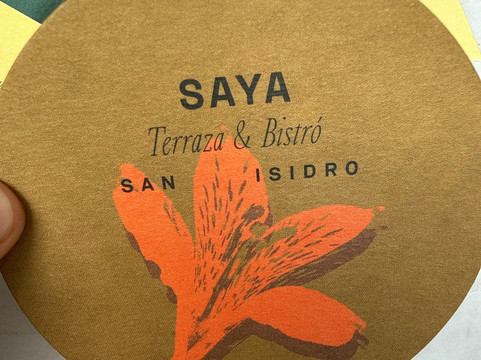 SAYA
Terraza & Bistró
SAN ISIDRO